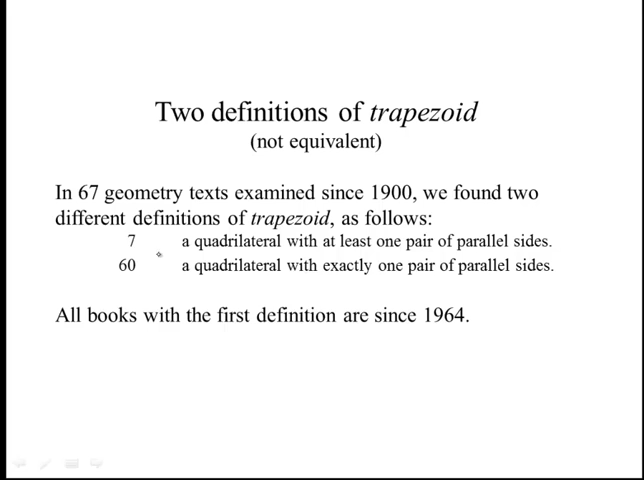 Two definitions of trapezoid
(not equivalent)
In 67 geometry texts examined since 1900, we found two
different definitions of trapezoid, as follows:
7 a quadrilateral with at least one pair of parallel sides.
60 a quadrilateral with exactly one pair of parallel sides.
All books with the first definition are since 1964.